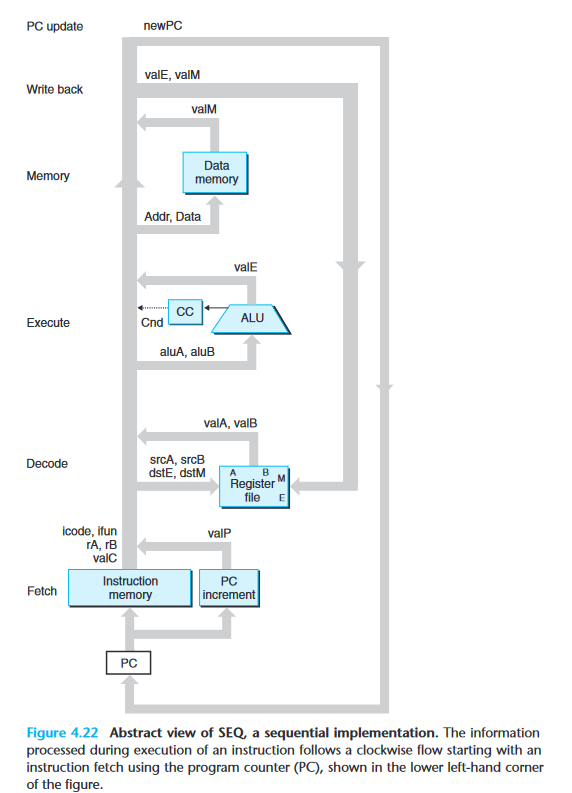 PC update
newPC
valE, valM
Write back
valM
Data
memory
Memory
Addr, Data
valE
CC
ALU
Cnd
Execute
aluA, aluB
valA, valB
Decode
srcA, srcB
dstE, dstM
A B
M
Register
file
E
icode, ifun
rA, rB
valC
valP
Fetch
Instruction
memory
PC
increment
PC
Figure 4.22 Abstract view of SEQ, a sequential implementation. The information
processed during execution of an instruction follows a clockwise flow starting with an
instruction fetch using the program counter (PC), shown in the lower left-hand corner
of the figure.